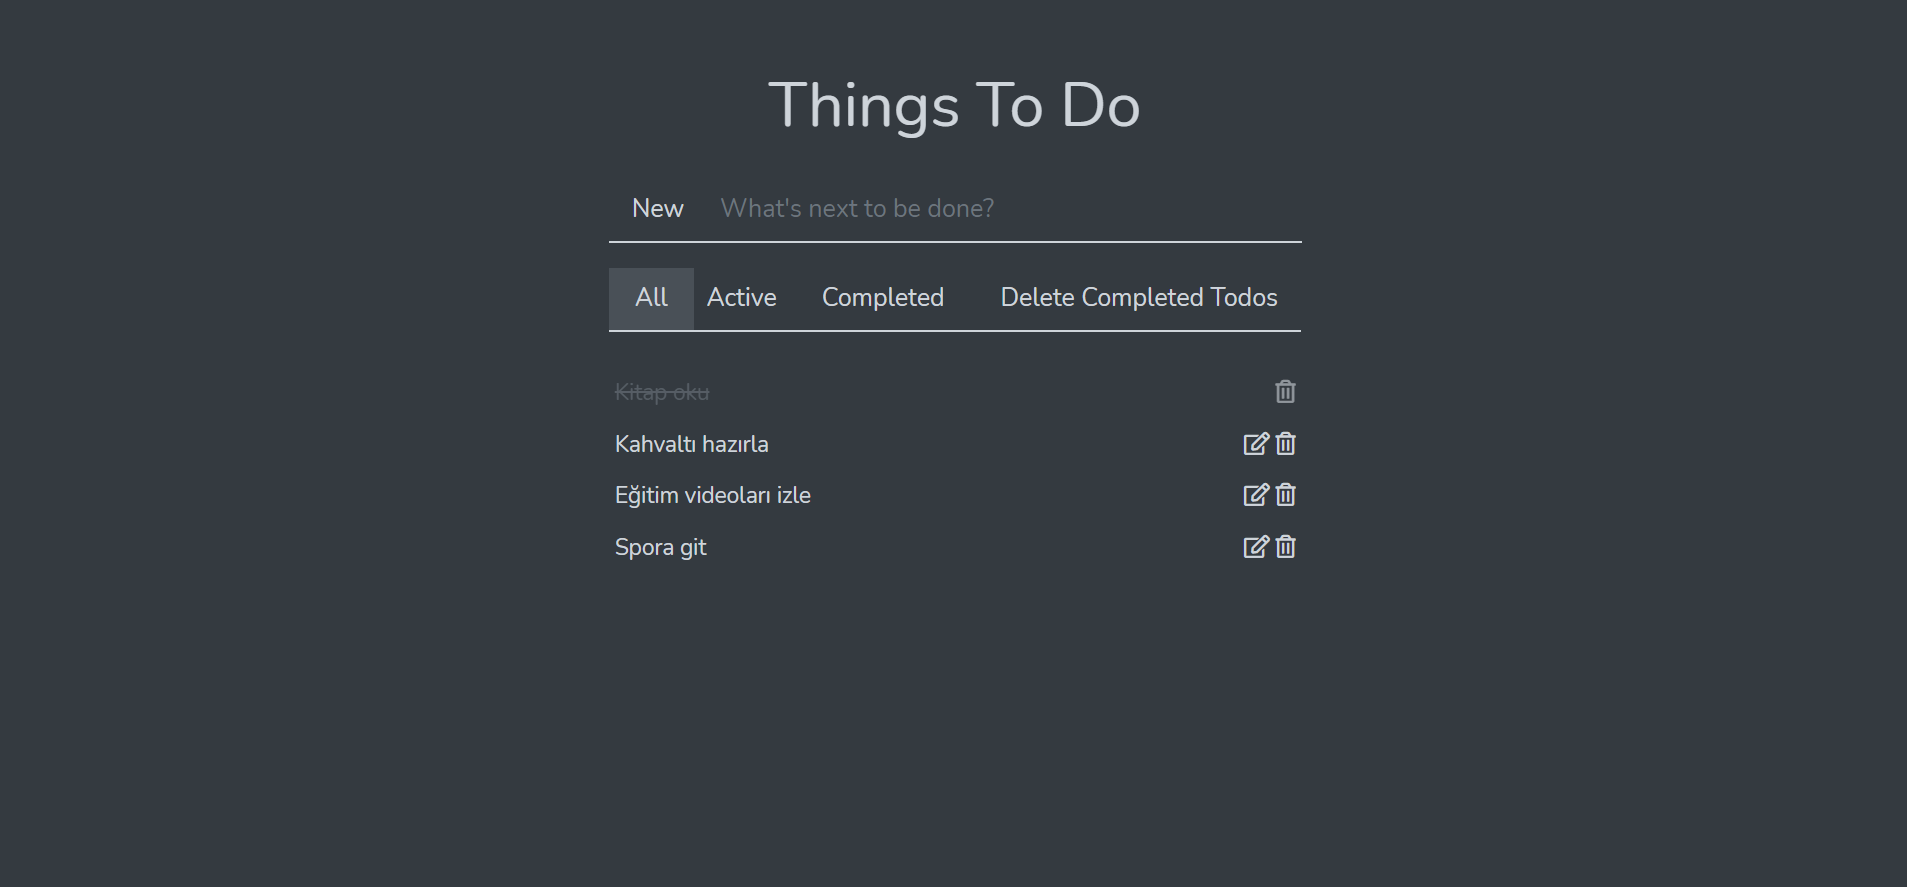 Things To Do
New What's next to be done?
All Active Completed Delete Completed Todos
Kitap oku
Kahvaltı hazırla
Eğitim videoları izle
Spora git